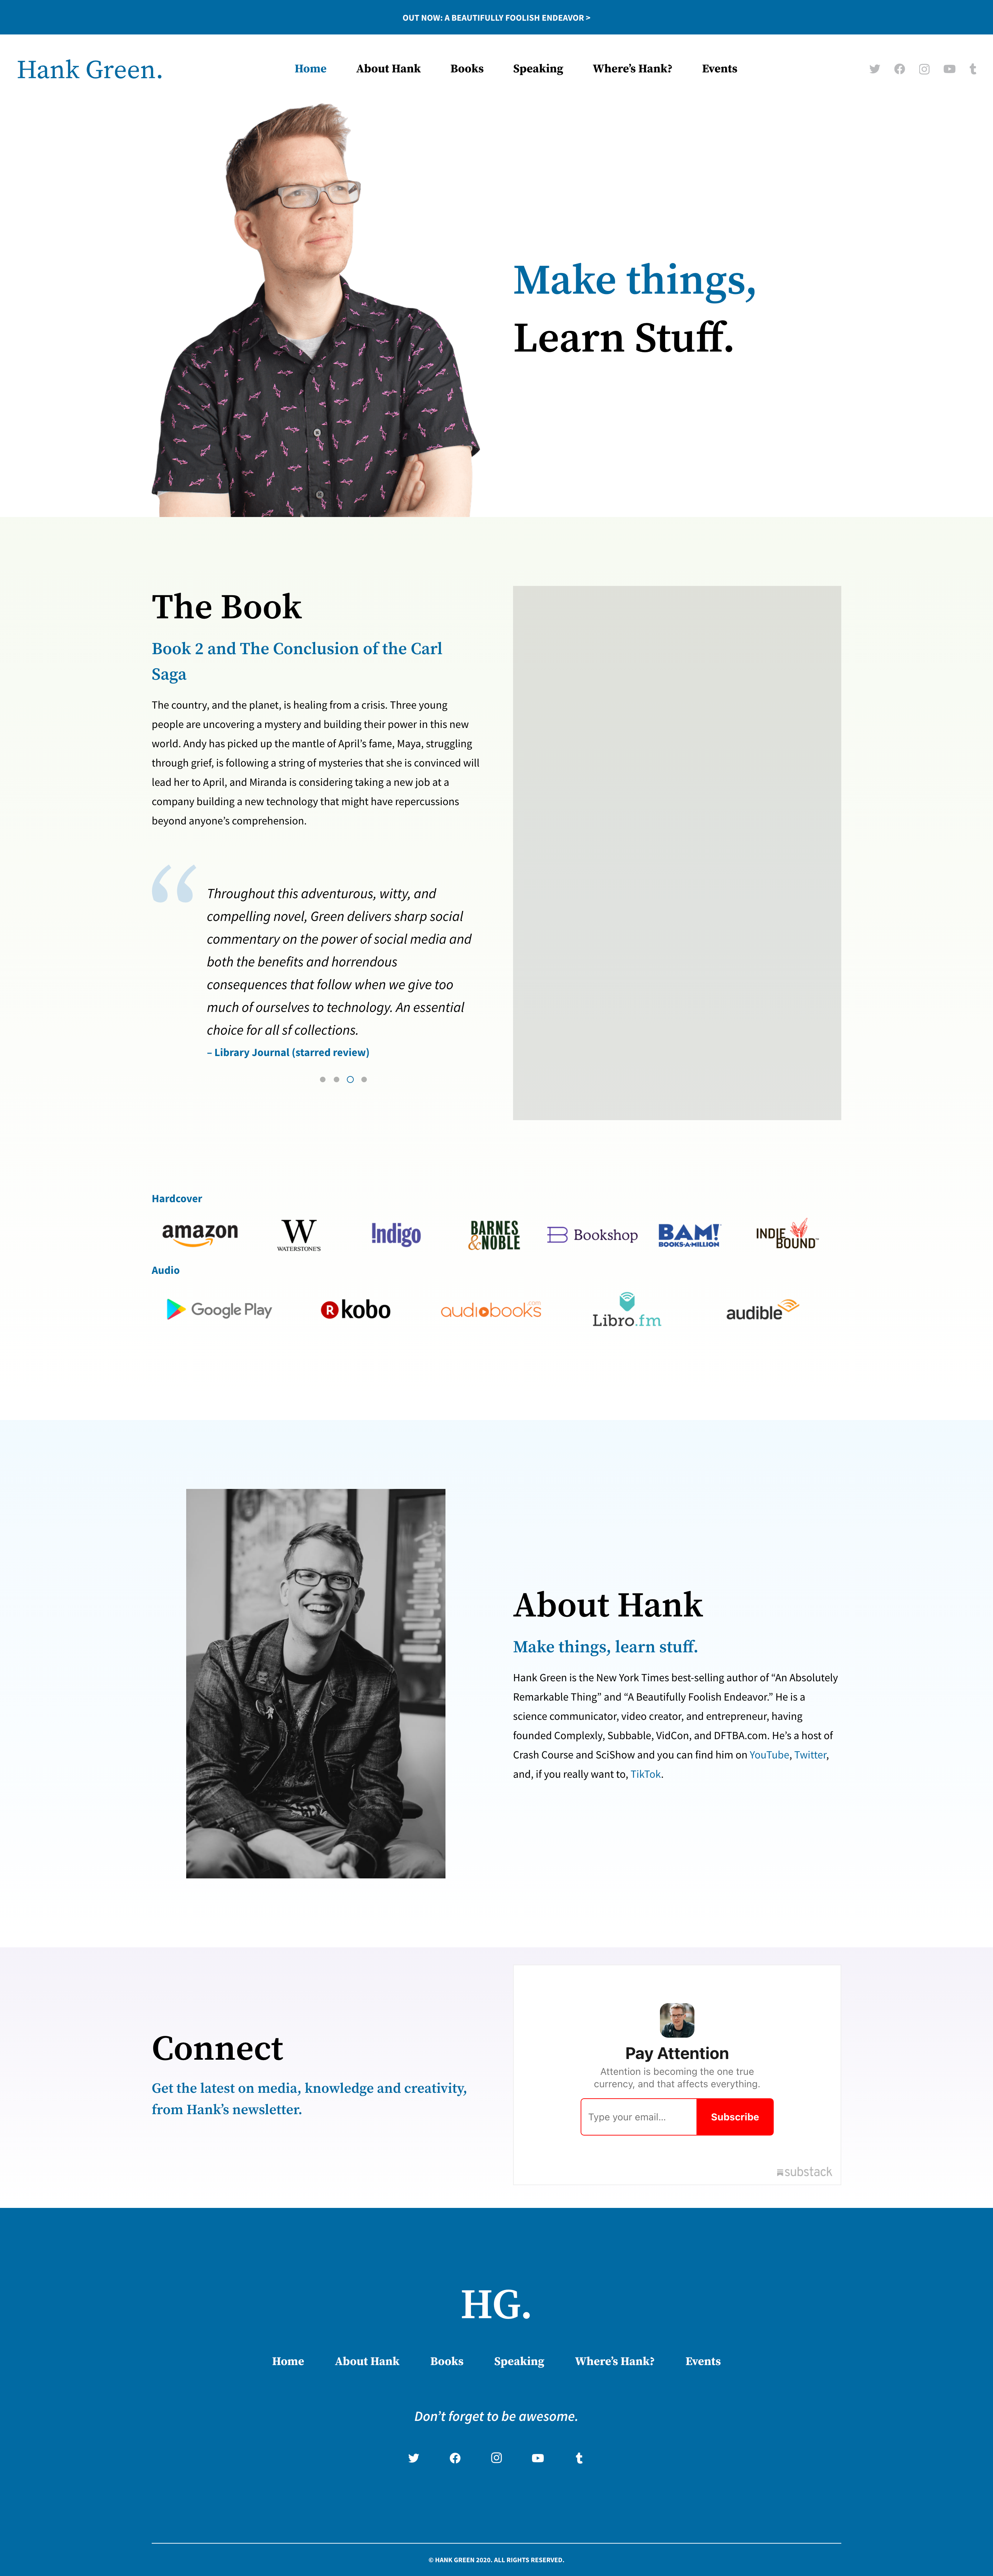 OUT NOW: A BEAUTIFULLY FOOLISH ENDEAVOR >
Hank Green.
Home About Hank Books Speaking Where's Hank? Events
Make things,
Learn Stuff.
The Book
Book 2 and The Conclusion of the Carl
Saga
The country, and the planet, is healing from a crisis. Three young
people are uncovering a mystery and building their power in this new
world. Andy has picked up the mantle of April's fame, Maya, struggling
through grief, is following a string of mysteries that she is convinced will
lead her to April, and Miranda is considering taking a new job at a
company building a new technology that might have repercussions
beyond anyone's comprehension.
“
Throughout this adventurous, witty, and
compelling novel, Green delivers sharp social
commentary on the power of social media and
both the benefits and horrendous
consequences that follow when we give too
much of ourselves to technology. An essential
choice for all sf collections.
– Library Journal (starred review)
Hardcover
amazon W WATERSTONES Indigo BARNES &NOBLE Bookshop BAM! BOOKS-A-MILLION INDIE BOUND™
Audio
Google Play Rakuten kobo audiobooks.com Libro.fm audible
About Hank
Make things, learn stuff.
Hank Green is the New York Times best-selling author of “An Absolutely
Remarkable Thing” and “A Beautifully Foolish Endeavor.” He is a
science communicator, video creator, and entrepreneur, having
founded Complexly, Subbable, VidCon, and DFTBA.com. He's a host of
Crash Course and SciShow and you can find him on YouTube, Twitter,
and, if you really want to, TikTok.
Connect
Get the latest on media, knowledge and creativity,
from Hank's newsletter.
Pay Attention
Attention is becoming the one true
currency, and that affects everything.
Type your email... Subscribe
substack
HG.
Home About Hank Books Speaking Where's Hank? Events
Don't forget to be awesome.
© HANK GREEN 2020. ALL RIGHTS RESERVED.